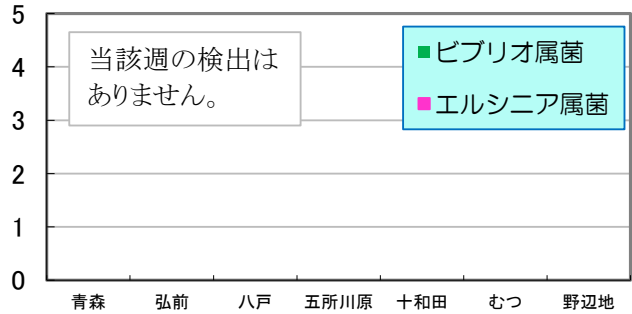 5
4
3
2
1
0
当該週の検出は
ありません。
ビブリオ属菌
エルシニア属菌
青森 弘前 八戸 五所川原 十和田 むつ 野辺地